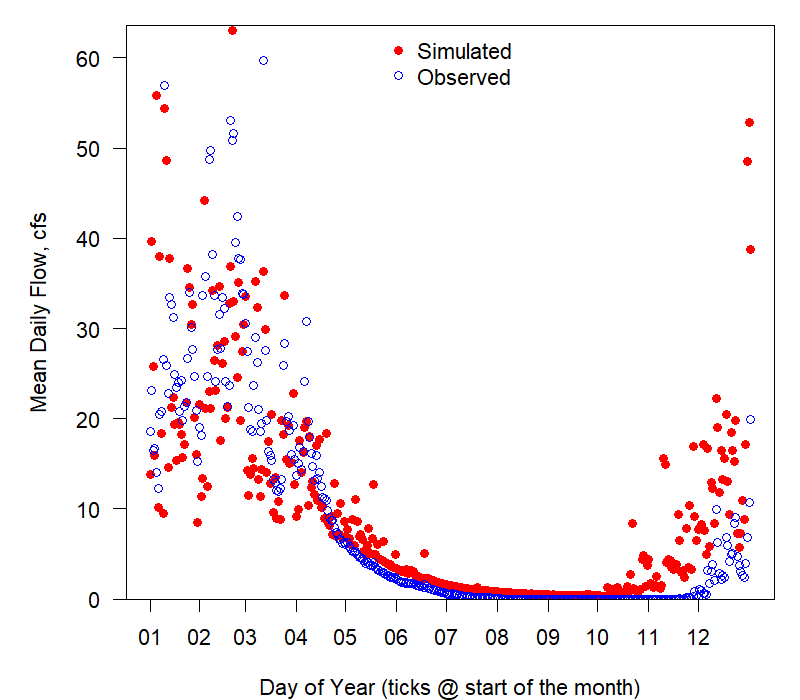 Simulated
Observed
60
50
40
30
20
10
0
Mean Daily Flow, cfs
01 02 03 04 05 06 07 08 09 10 11 12
Day of Year (ticks @ start of the month)